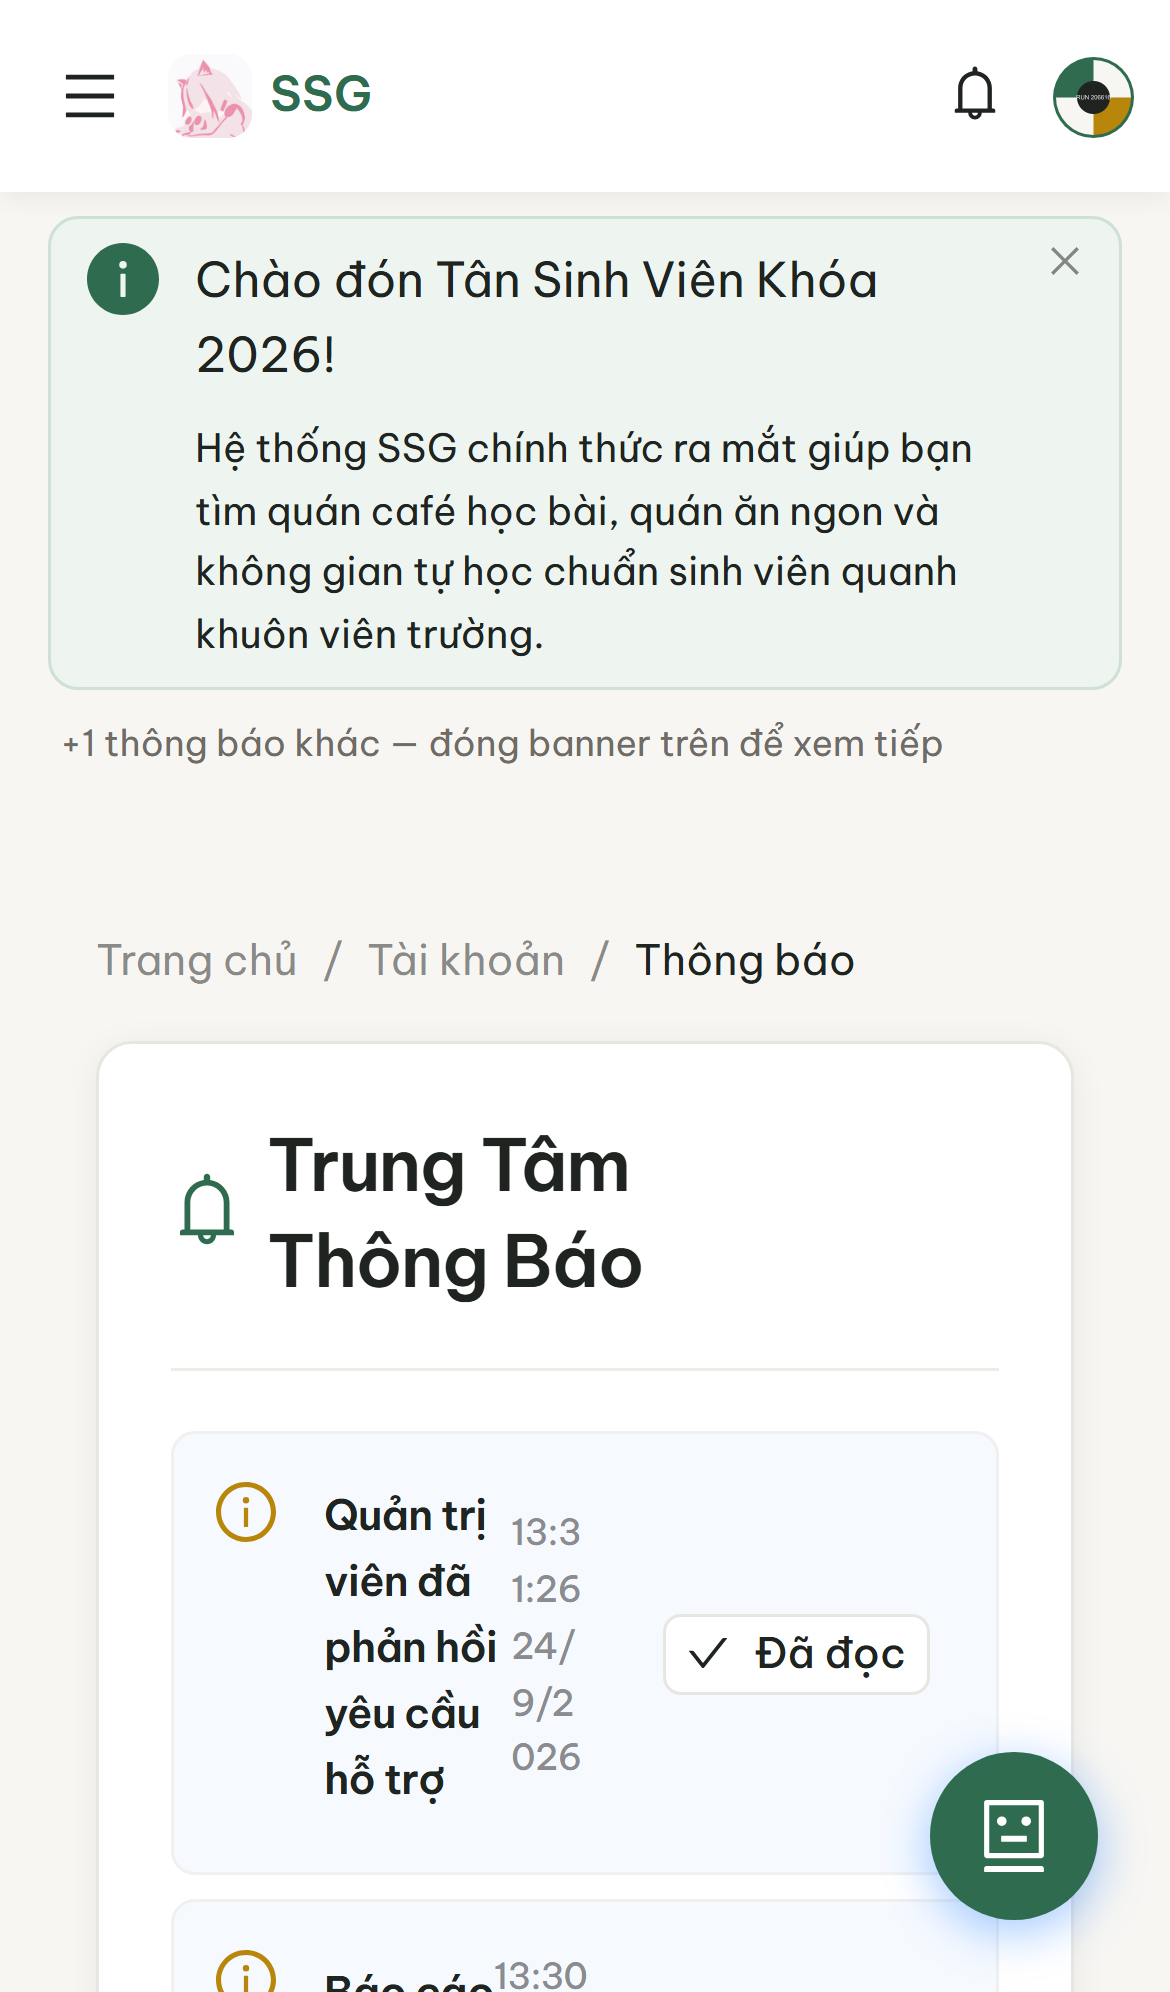 SSG
RUN 20661
Chào đón Tân Sinh Viên Khóa
2026!
Hệ thống SSG chính thức ra mắt giúp bạn
tìm quán café học bài, quán ăn ngon và
không gian tự học chuẩn sinh viên quanh
khuôn viên trường.
+1 thông báo khác — đóng banner trên để xem tiếp
Trang chủ / Tài khoản / Thông báo
Trung Tâm
Thông Báo
Quản trị
viên đã
phản hồi
yêu cầu
hỗ trợ
13:3
1:26
24/
9/2
026
Đã đọc
Báo cáo
13:30